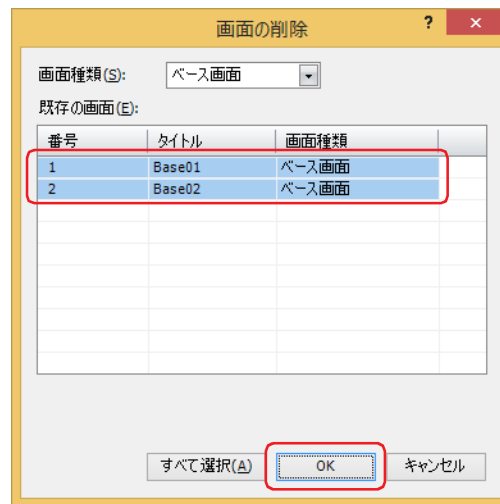 画面の削除 ? ×
画面種類(S): ベース画面
既存の画面(E):
番号 タイトル 画面種類
1 Base01 ベース画面
2 Base02 ベース画面
すべて選択(A) OK キャンセル